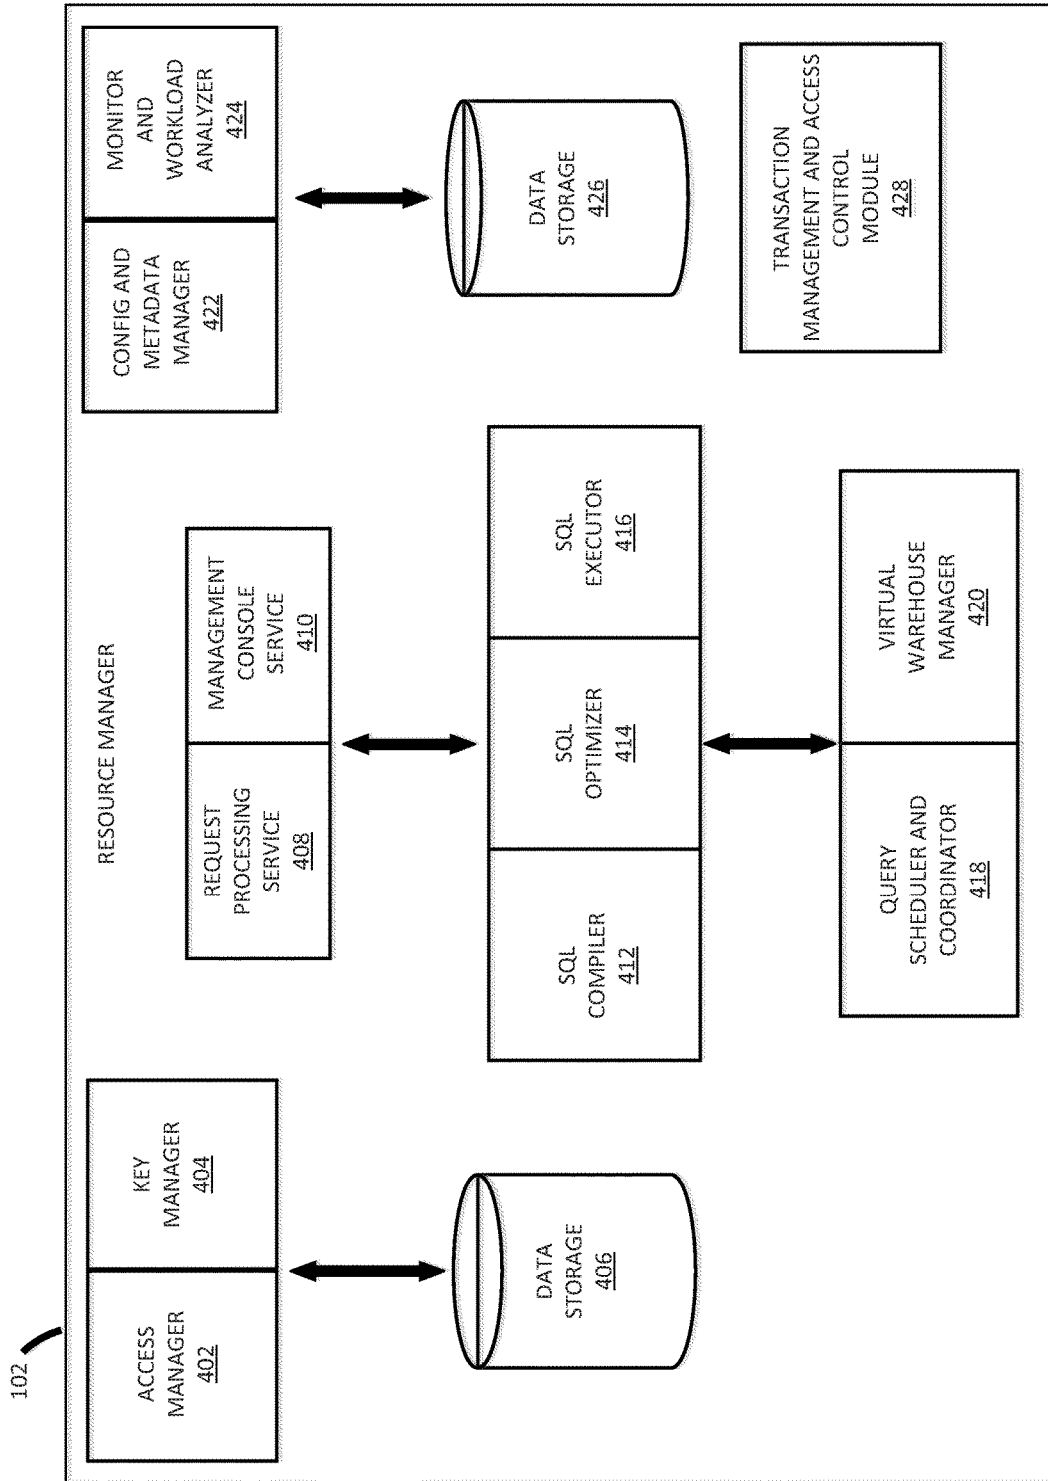 102
RESOURCE MANAGER
ACCESS
MANAGER
402
KEY
MANAGER
404
DATA
STORAGE
406
REQUEST
PROCESSING
SERVICE
408
MANAGEMENT
CONSOLE
SERVICE
410
SQL
COMPILER
412
SQL
OPTIMIZER
414
SQL
EXECUTOR
416
QUERY
SCHEDULER AND
COORDINATOR
418
VIRTUAL
WAREHOUSE
MANAGER
420
CONFIG AND
METADATA
MANAGER
422
MONITOR
AND
WORKLOAD
ANALYZER
424
DATA
STORAGE
426
TRANSACTION
MANAGEMENT AND ACCESS
CONTROL
MODULE
428